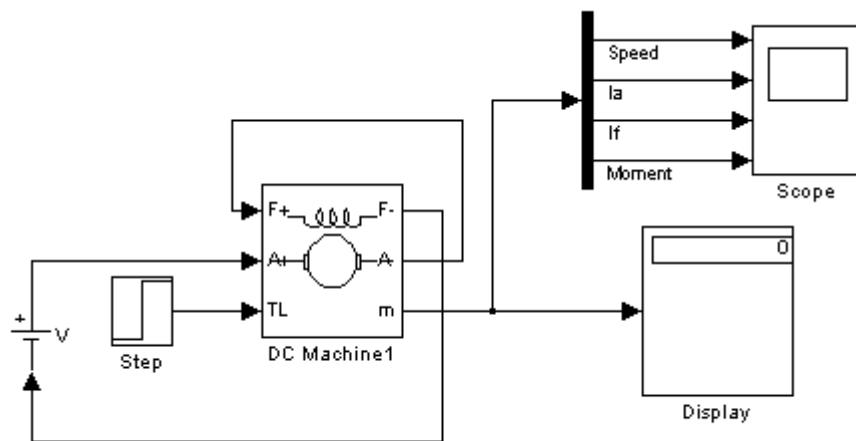 Speed
Ia
If
Moment
Scope
F+ F-
A+ A-
TL m
DC Machine1
+
V
Step
0
Display